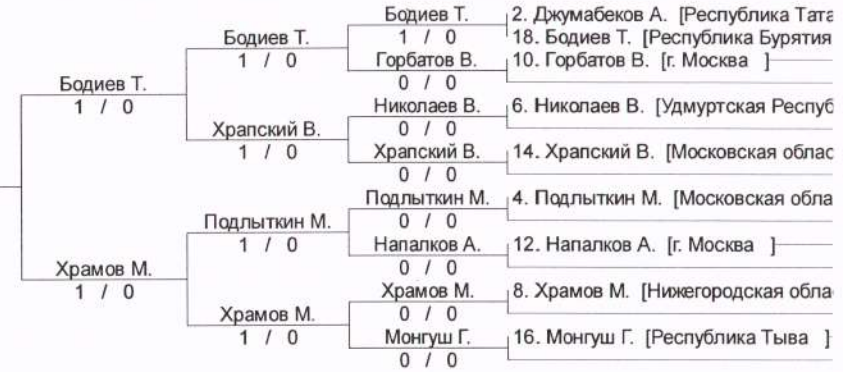 Бодиев Т.
2. Джумабеков А. [Республика Тата
Бодиев Т.
1 / 0
18. Бодиев Т. [Республика Бурятия
1 / 0
Горбатов В.
10. Горбатов В. [г. Москва ]
Бодиев Т.
0 / 0
1 / 0
Николаев В.
6. Николаев В. [Удмуртская Респуб
Храпский В.
0 / 0
1 / 0
Храпский В.
14. Храпский В. [Московская облас
0 / 0
Подлыткин М.
4. Подлыткин М. [Московская обла
Подлыткин М.
0 / 0
1 / 0
Напалков А.
12. Напалков А. [г. Москва ]
Храмов М.
0 / 0
1 / 0
Храмов М.
8. Храмов М. [Нижегородская обла
Храмов М.
0 / 0
1 / 0
Монгуш Г.
16. Монгуш Г. [Республика Тыва ]
0 / 0